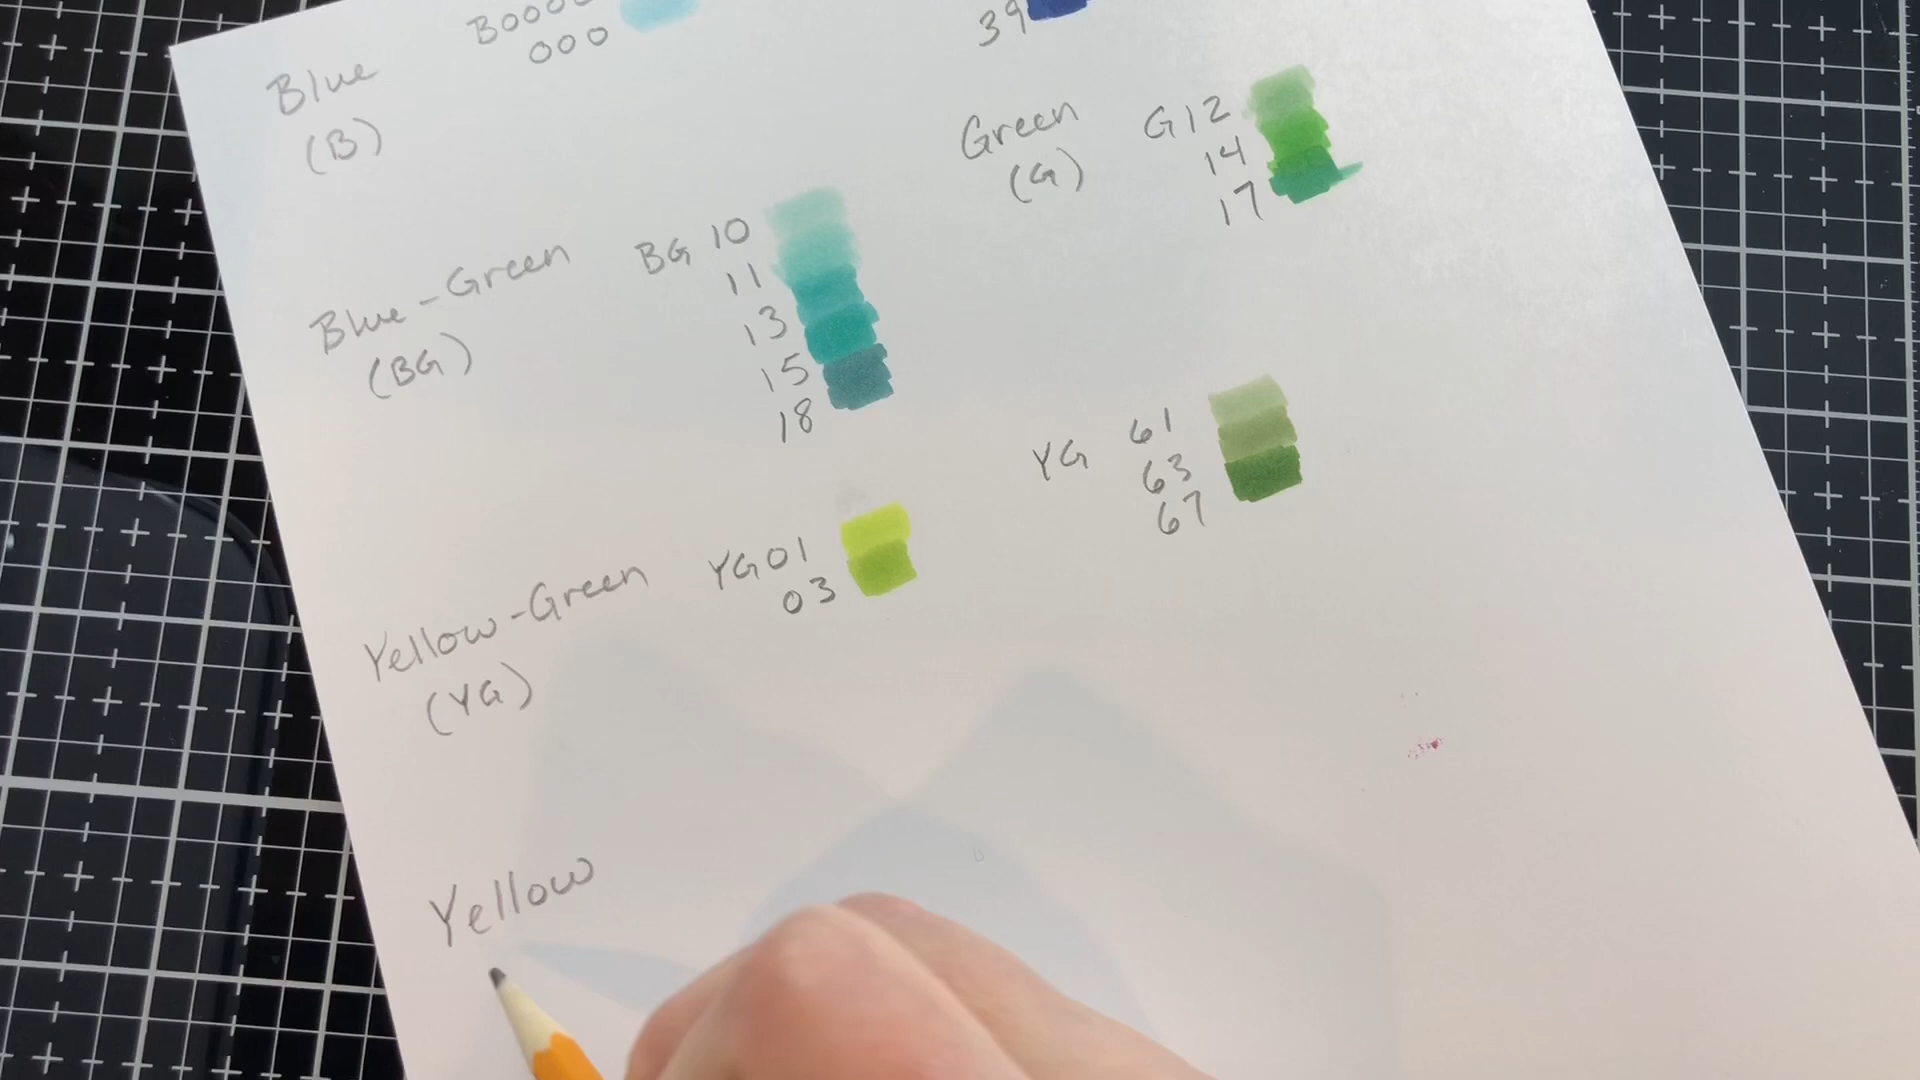 B0000
000
39
Blue
(B)
Green
(G)
G12
14
17
Blue-Green
(BG)
BG 10
11
13
15
18
YG 61
63
67
Yellow-Green
(YG)
YG01
03
Yellow